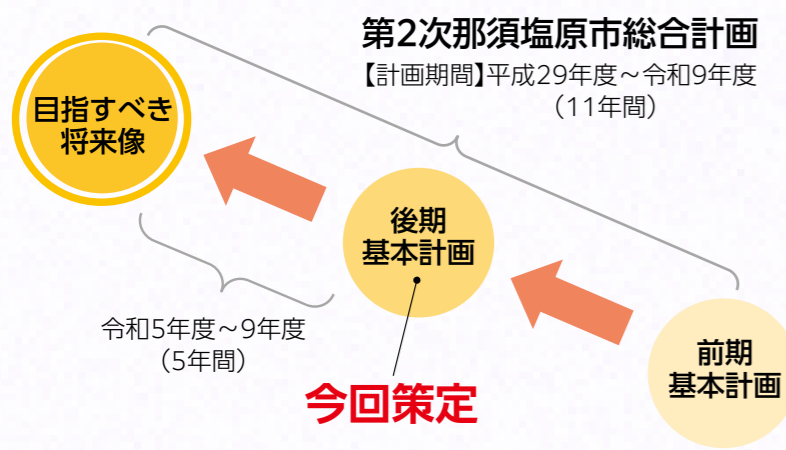 第2次那須塩原市総合計画
【計画期間】平成29年度～令和9年度
（11年間）
目指すべき
将来像
後期
基本計画
令和5年度～9年度
（5年間）
今回策定
前期
基本計画